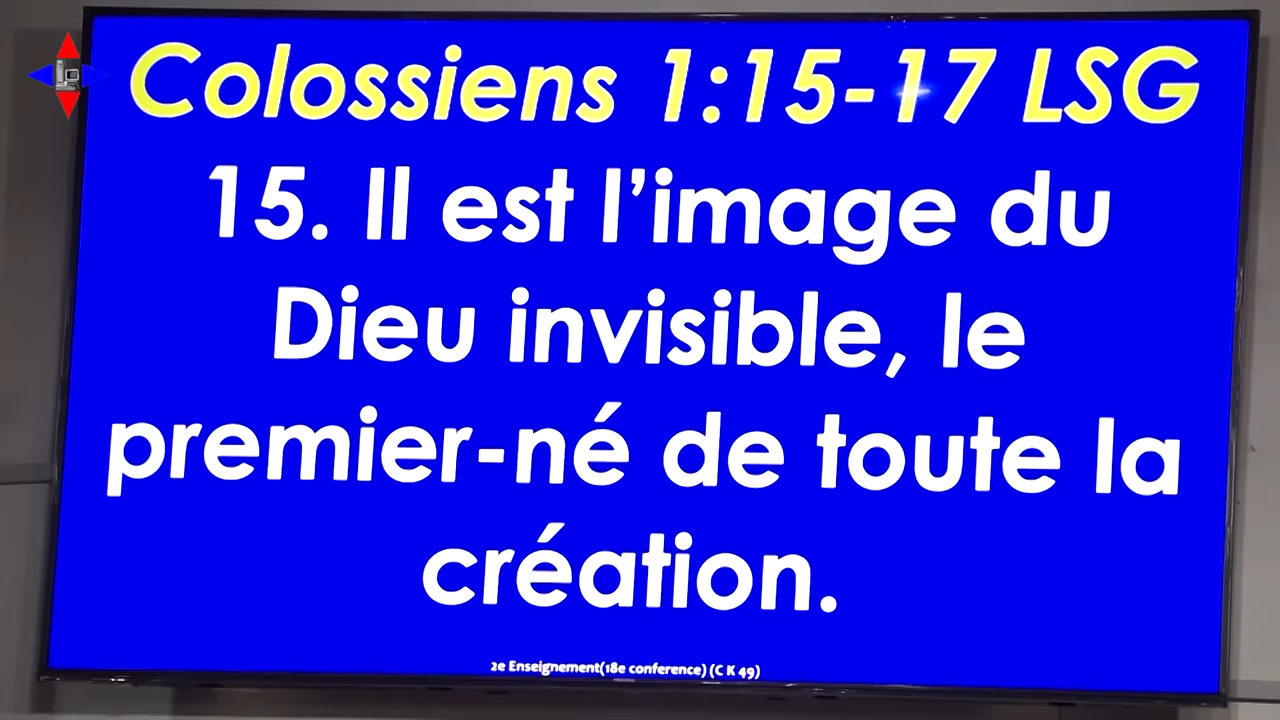 Colossiens 1:15-17 LSG
15. Il est l’image du
Dieu invisible, le
premier-né de toute la
création.
2e Enseignement(18e conference) (C K 49)